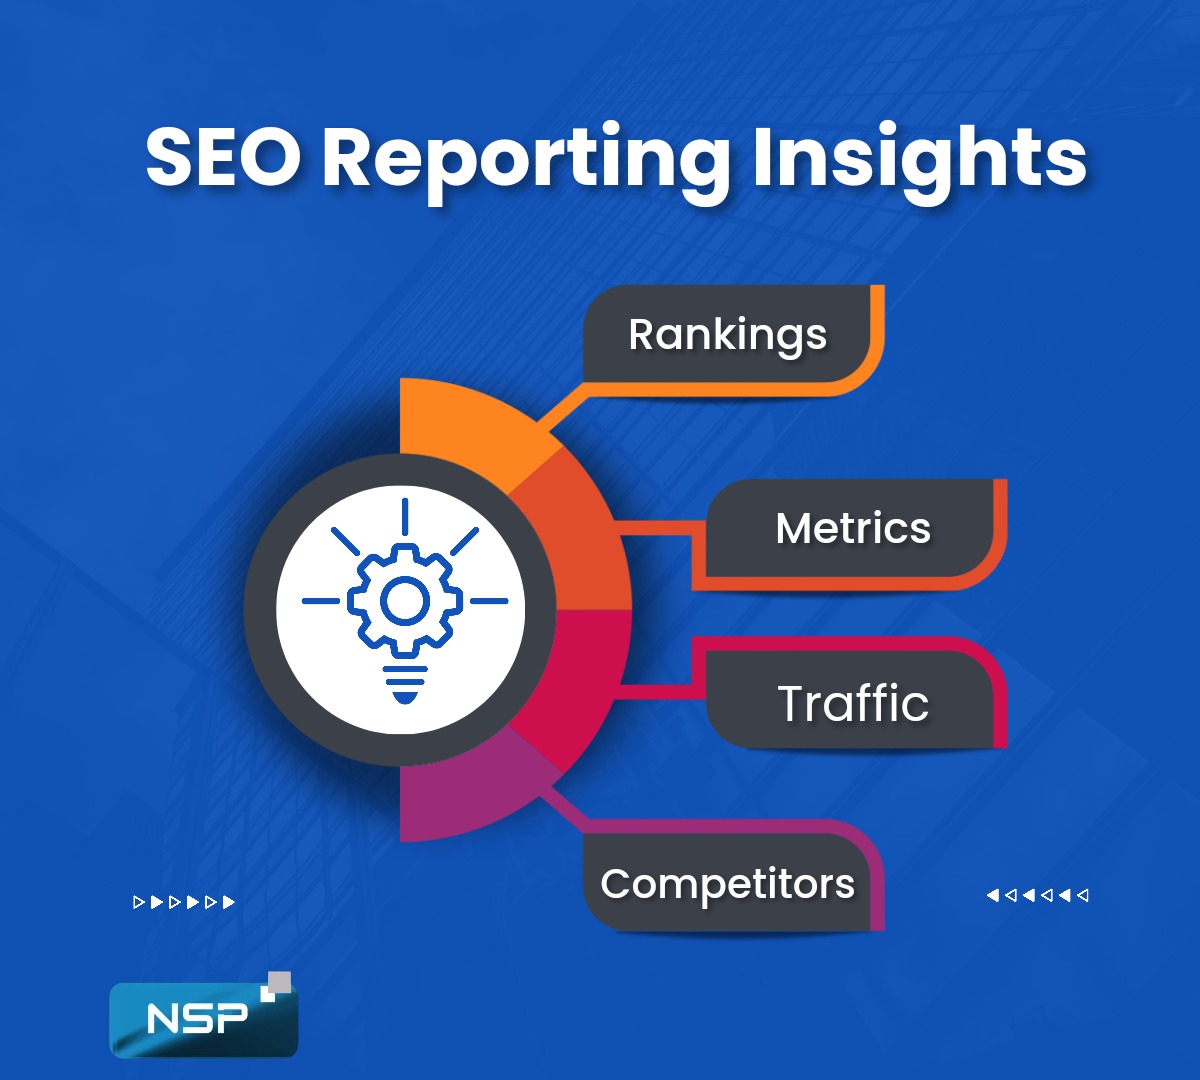 SEO Reporting Insights
Rankings
Metrics
Traffic
Competitors
NSP